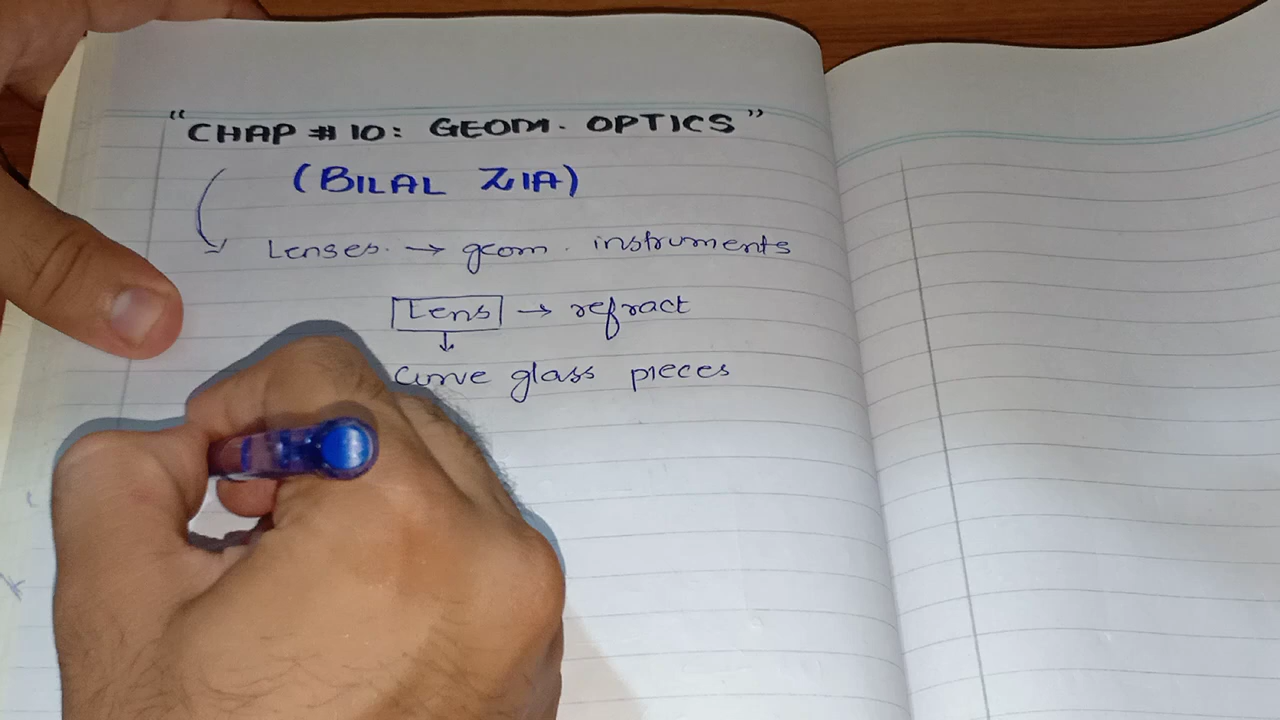 "CHAP # 10: GEOM. OPTICS"
(BILAL ZIA)
Lenses. → geom. instruments
Lens → refract
↓
Curve glass pieces